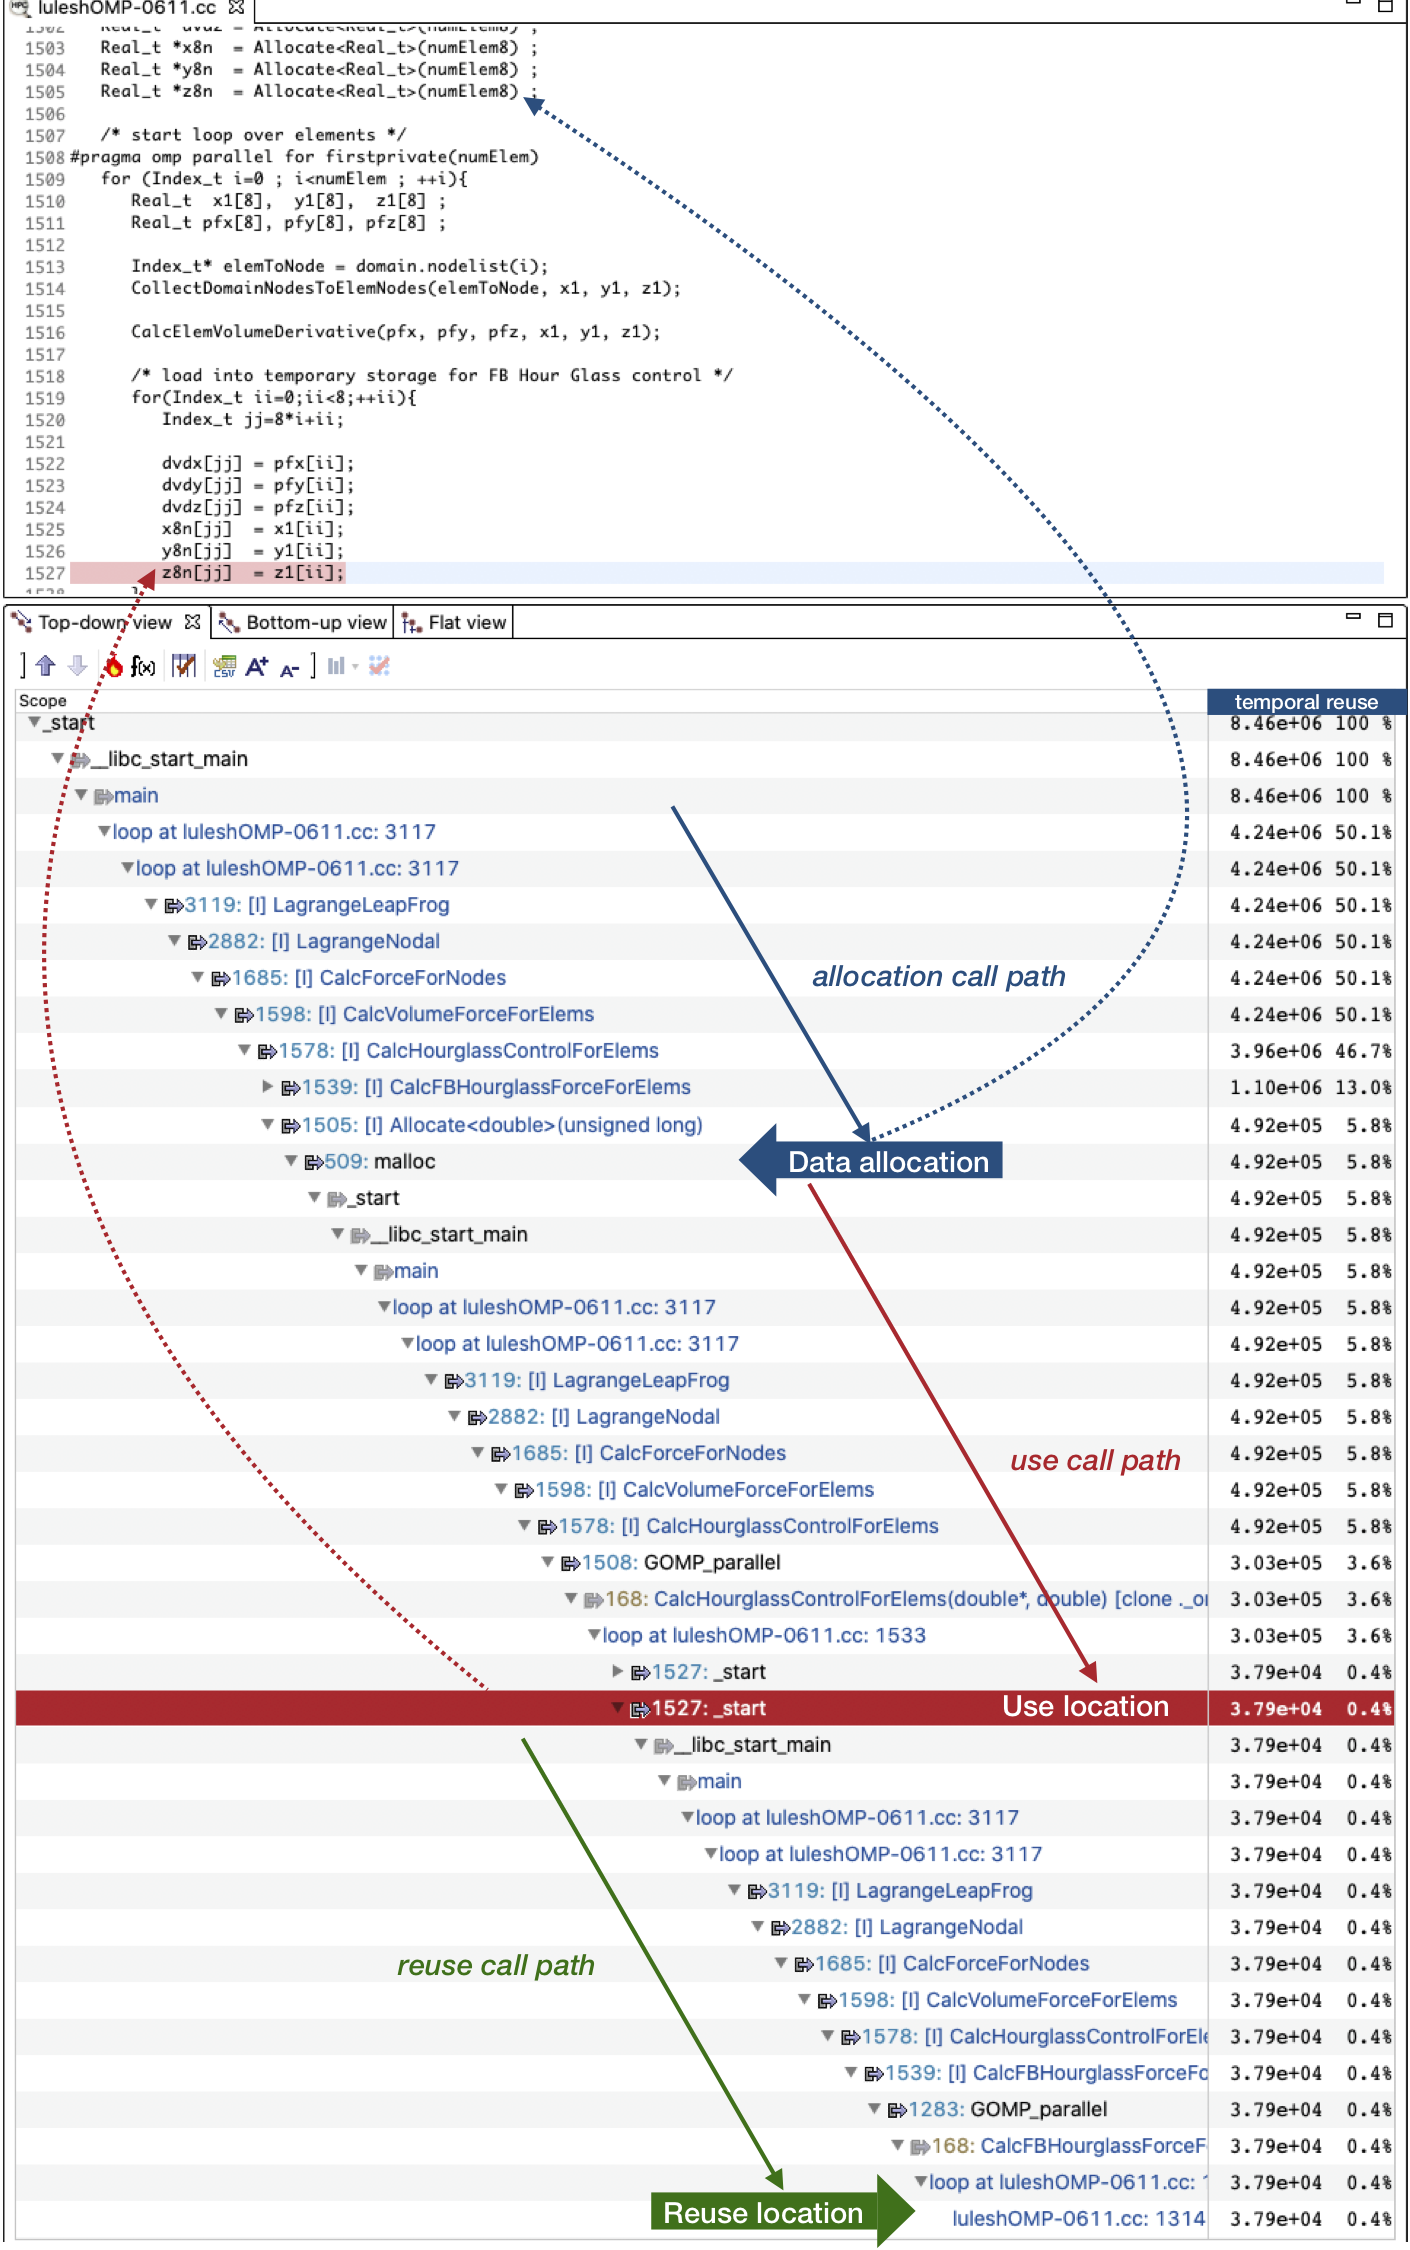 luleshOMP-0611.cc
1502 Real_t *dvdz = Allocate<Real_t>(numElem8) ;
1503 Real_t *x8n = Allocate<Real_t>(numElem8) ;
1504 Real_t *y8n = Allocate<Real_t>(numElem8) ;
1505 Real_t *z8n = Allocate<Real_t>(numElem8) ;
1506
1507 /* start loop over elements */
1508 #pragma omp parallel for firstprivate(numElem)
1509 for (Index_t i=0 ; i<numElem ; ++i){
1510 Real_t x1[8], y1[8], z1[8] ;
1511 Real_t pfx[8], pfy[8], pfz[8] ;
1512
1513 Index_t* elemToNode = domain.nodelist(i);
1514 CollectDomainNodesToElemNodes(elemToNode, x1, y1, z1);
1515
1516 CalcElemVolumeDerivative(pfx, pfy, pfz, x1, y1, z1);
1517
1518 /* load into temporary storage for FB Hour Glass control */
1519 for(Index_t ii=0;ii<8;++ii){
1520 Index_t jj=8*i+ii;
1521
1522 dvdx[jj] = pfx[ii];
1523 dvdy[jj] = pfy[ii];
1524 dvdz[jj] = pfz[ii];
1525 x8n[jj] = x1[ii];
1526 y8n[jj] = y1[ii];
1527 z8n[jj] = z1[ii];
1528 }
Top-down view Bottom-up view Flat view
f(x) CSV A+ A-
Scope temporal reuse
_start 8.46e+06 100 %
__libc_start_main 8.46e+06 100 %
main 8.46e+06 100 %
loop at luleshOMP-0611.cc: 3117 4.24e+06 50.1%
loop at luleshOMP-0611.cc: 3117 4.24e+06 50.1%
3119: [I] LagrangeLeapFrog 4.24e+06 50.1%
2882: [I] LagrangeNodal 4.24e+06 50.1%
1685: [I] CalcForceForNodes 4.24e+06 50.1%
allocation call path
1598: [I] CalcVolumeForceForElems 4.24e+06 50.1%
1578: [I] CalcHourglassControlForElems 3.96e+06 46.7%
1539: [I] CalcFBHourglassForceForElems 1.10e+06 13.0%
1505: [I] Allocate<double>(unsigned long) 4.92e+05 5.8%
509: malloc Data allocation 4.92e+05 5.8%
_start 4.92e+05 5.8%
__libc_start_main 4.92e+05 5.8%
main 4.92e+05 5.8%
loop at luleshOMP-0611.cc: 3117 4.92e+05 5.8%
loop at luleshOMP-0611.cc: 3117 4.92e+05 5.8%
3119: [I] LagrangeLeapFrog 4.92e+05 5.8%
2882: [I] LagrangeNodal 4.92e+05 5.8%
1685: [I] CalcForceForNodes 4.92e+05 5.8%
use call path
1598: [I] CalcVolumeForceForElems 4.92e+05 5.8%
1578: [I] CalcHourglassControlForElems 4.92e+05 5.8%
1508: GOMP_parallel 3.03e+05 3.6%
168: CalcHourglassControlForElems(double*, double) [clone ._o 3.03e+05 3.6%
loop at luleshOMP-0611.cc: 1533 3.03e+05 3.6%
1527: _start 3.79e+04 0.4%
1527: _start Use location 3.79e+04 0.4%
__libc_start_main 3.79e+04 0.4%
main 3.79e+04 0.4%
loop at luleshOMP-0611.cc: 3117 3.79e+04 0.4%
loop at luleshOMP-0611.cc: 3117 3.79e+04 0.4%
3119: [I] LagrangeLeapFrog 3.79e+04 0.4%
2882: [I] LagrangeNodal 3.79e+04 0.4%
reuse call path 1685: [I] CalcForceForNodes 3.79e+04 0.4%
1598: [I] CalcVolumeForceForElems 3.79e+04 0.4%
1578: [I] CalcHourglassControlForEle 3.79e+04 0.4%
1539: [I] CalcFBHourglassForceFo 3.79e+04 0.4%
1283: GOMP_parallel 3.79e+04 0.4%
168: CalcFBHourglassForceF 3.79e+04 0.4%
loop at luleshOMP-0611.cc: 1 3.79e+04 0.4%
Reuse location luleshOMP-0611.cc: 1314 3.79e+04 0.4%